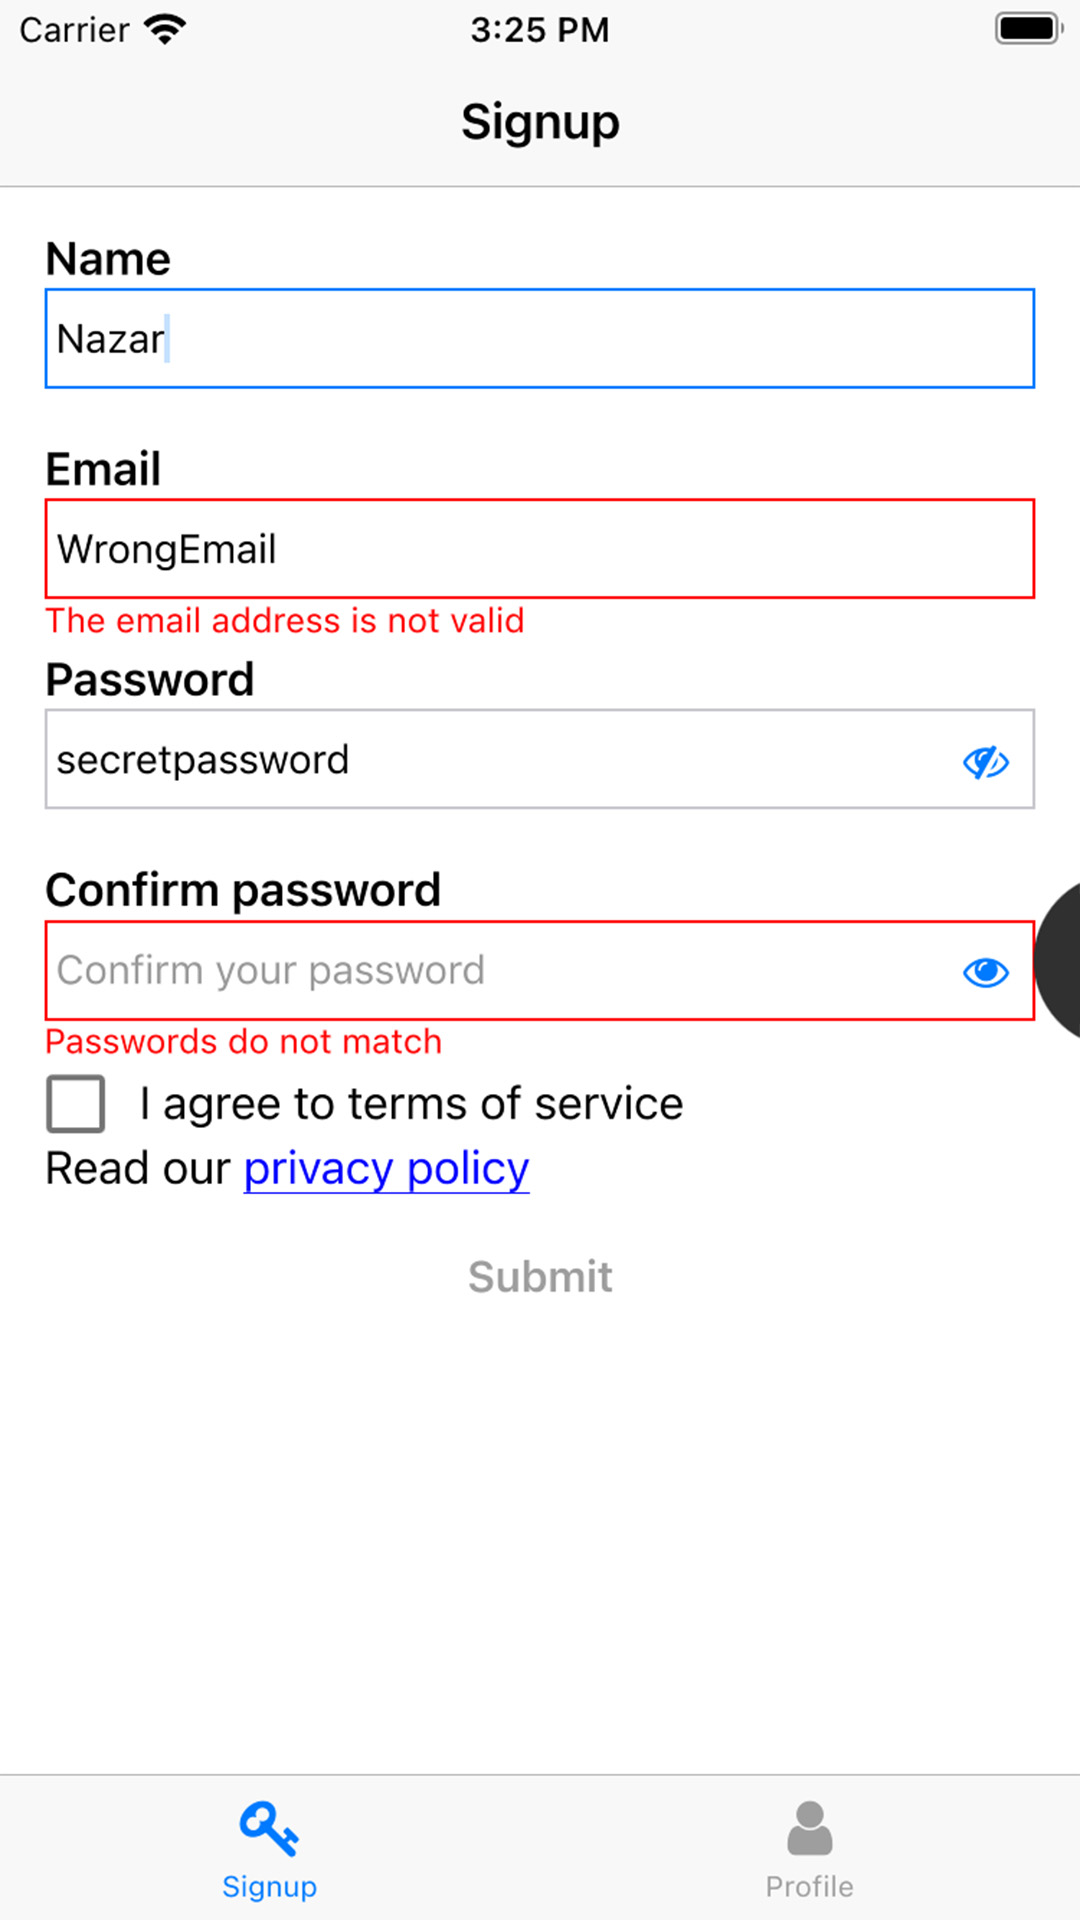 Carrier 3:25 PM
Signup
Name
Nazar
Email
WrongEmail
The email address is not valid
Password
secretpassword
Confirm password
Confirm your password
Passwords do not match
I agree to terms of service
Read our privacy policy
Submit
Signup Profile